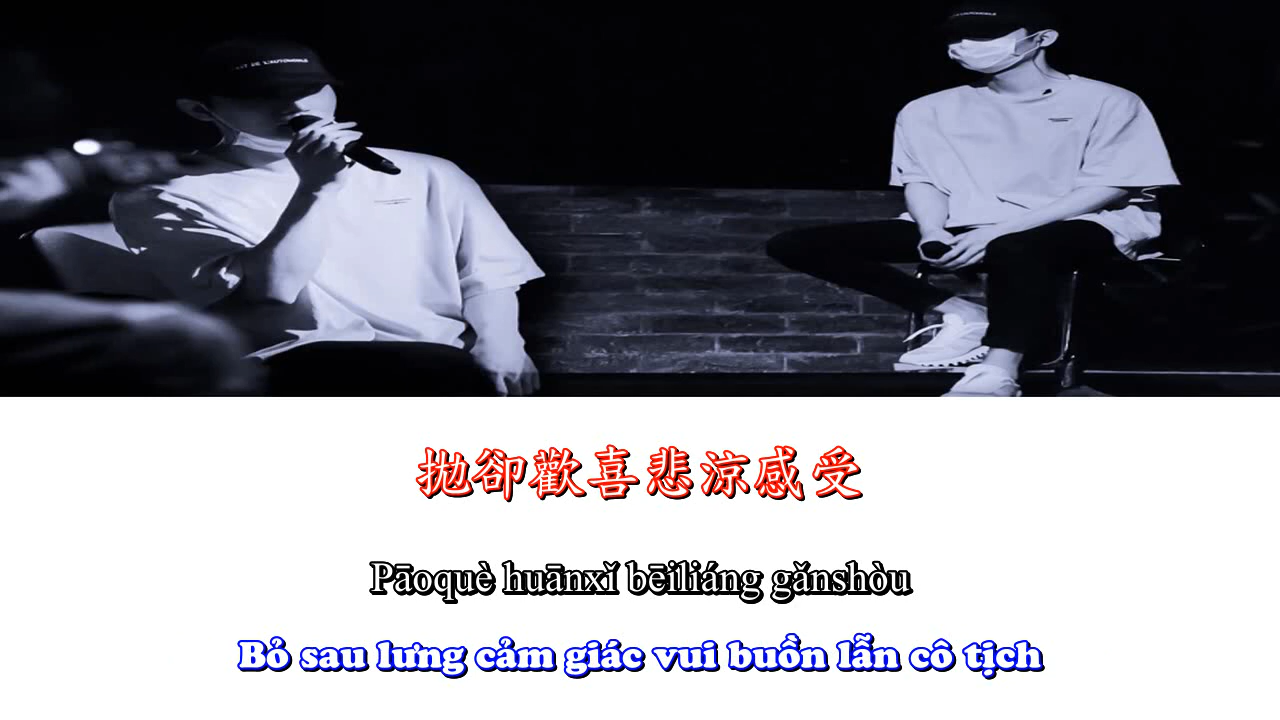 拋卻歡喜悲涼感受
Pāoquè huānxǐ bēiliáng gǎnshòu
Bỏ sau lưng cảm giác vui buồn lẫn cô tịch